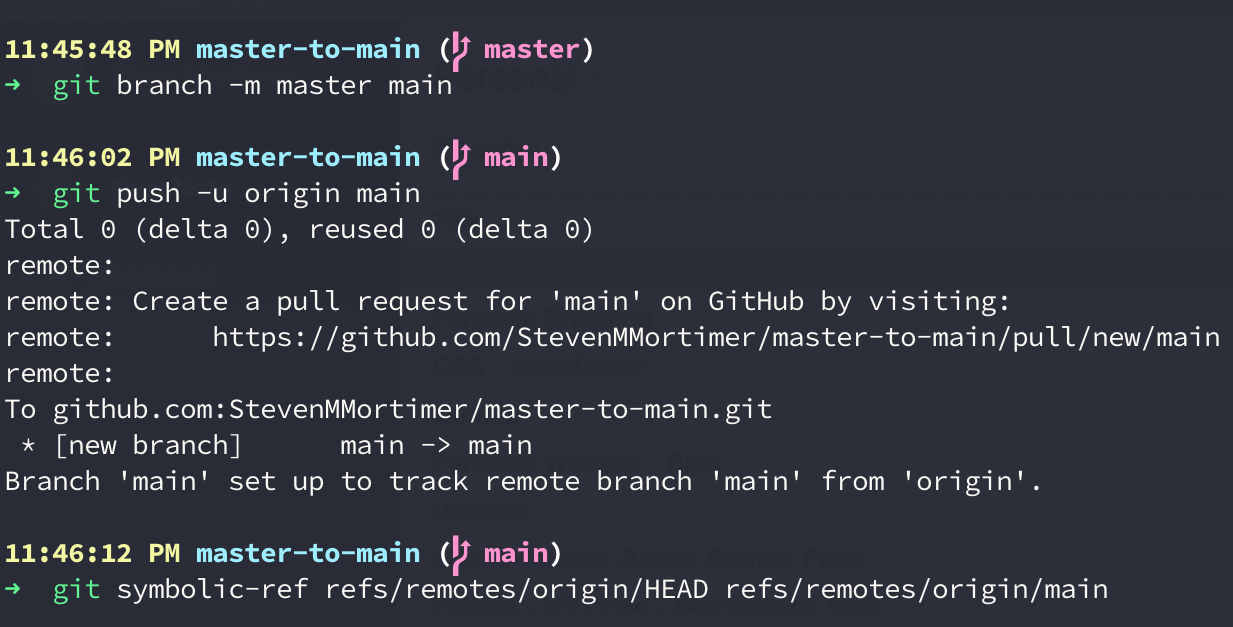 11:45:48 PM master-to-main (master)
→ git branch -m master main
11:46:02 PM master-to-main (main)
→ git push -u origin main
Total 0 (delta 0), reused 0 (delta 0)
remote:
remote: Create a pull request for 'main' on GitHub by visiting:
remote:      https://github.com/StevenMMortimer/master-to-main/pull/new/main
remote:
To github.com:StevenMMortimer/master-to-main.git
 * [new branch]      main -> main
Branch 'main' set up to track remote branch 'main' from 'origin'.
11:46:12 PM master-to-main (main)
→ git symbolic-ref refs/remotes/origin/HEAD refs/remotes/origin/main